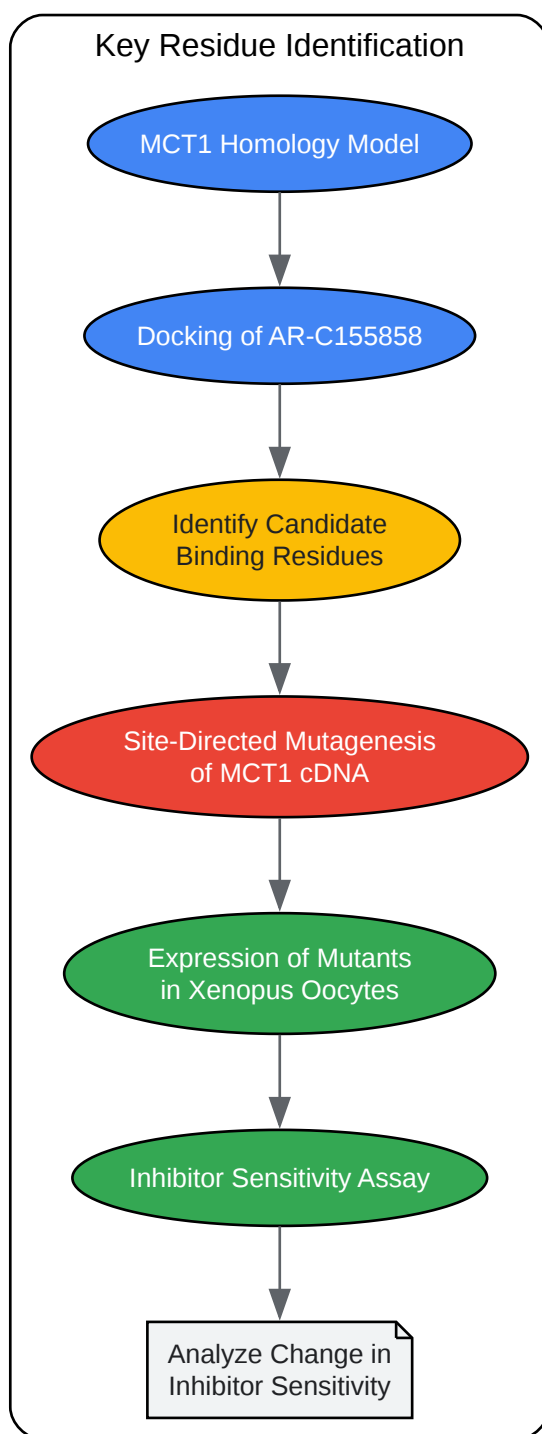 Key Residue Identification
MCT1 Homology Model
Docking of AR-C155858
Identify Candidate
Binding Residues
Site-Directed Mutagenesis
of MCT1 cDNA
Expression of Mutants
in Xenopus Oocytes
Inhibitor Sensitivity Assay
Analyze Change in
Inhibitor Sensitivity